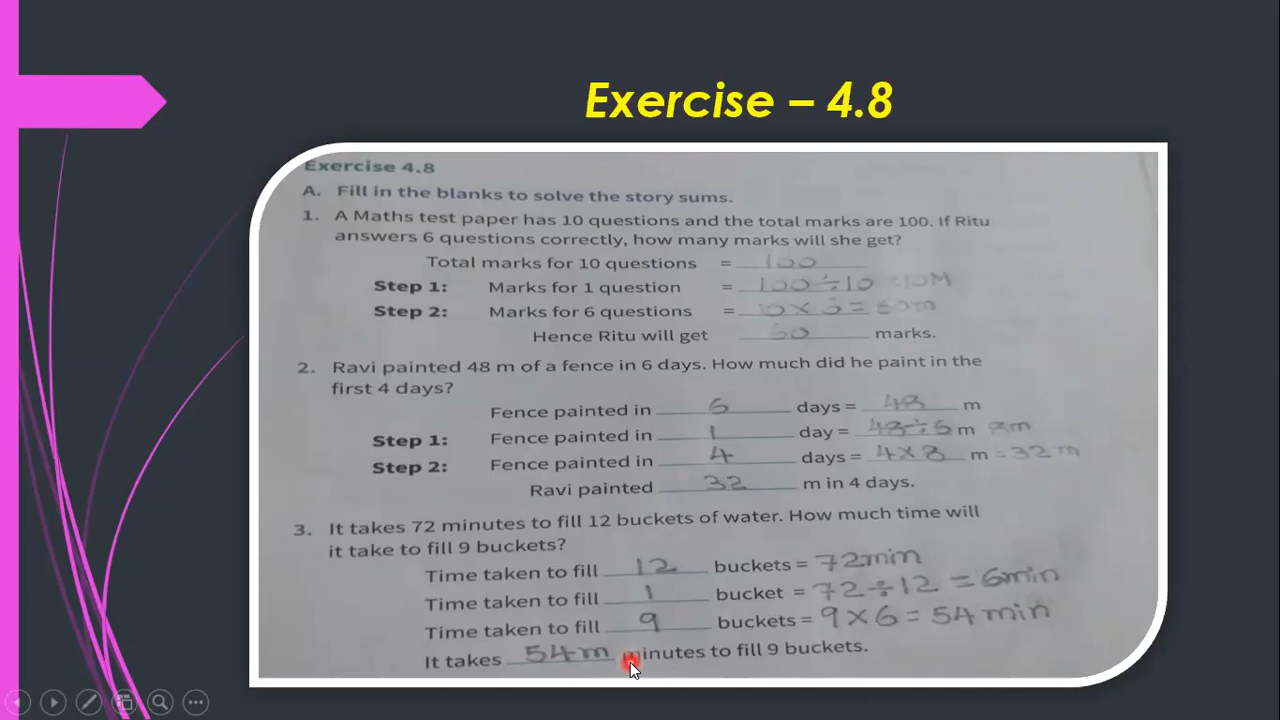 Exercise – 4.8
Exercise 4.8
A. Fill in the blanks to solve the story sums.
1. A Maths test paper has 10 questions and the total marks are 100. If Ritu
answers 6 questions correctly, how many marks will she get?
Total marks for 10 questions = 100
Step 1: Marks for 1 question = 100÷10 =10M
Step 2: Marks for 6 questions = 10×6= 60m
Hence Ritu will get 60 marks.
2. Ravi painted 48 m of a fence in 6 days. How much did he paint in the
first 4 days?
Fence painted in 6 days = 48 m
Step 1: Fence painted in 1 day = 48÷6 m 8m
Step 2: Fence painted in 4 days = 4×8 m =32 m
Ravi painted 32 m in 4 days.
3. It takes 72 minutes to fill 12 buckets of water. How much time will
it take to fill 9 buckets?
Time taken to fill 12 buckets = 72min
Time taken to fill 1 bucket = 72÷12 = 6min
Time taken to fill 9 buckets = 9×6=54min
It takes 54m minutes to fill 9 buckets.